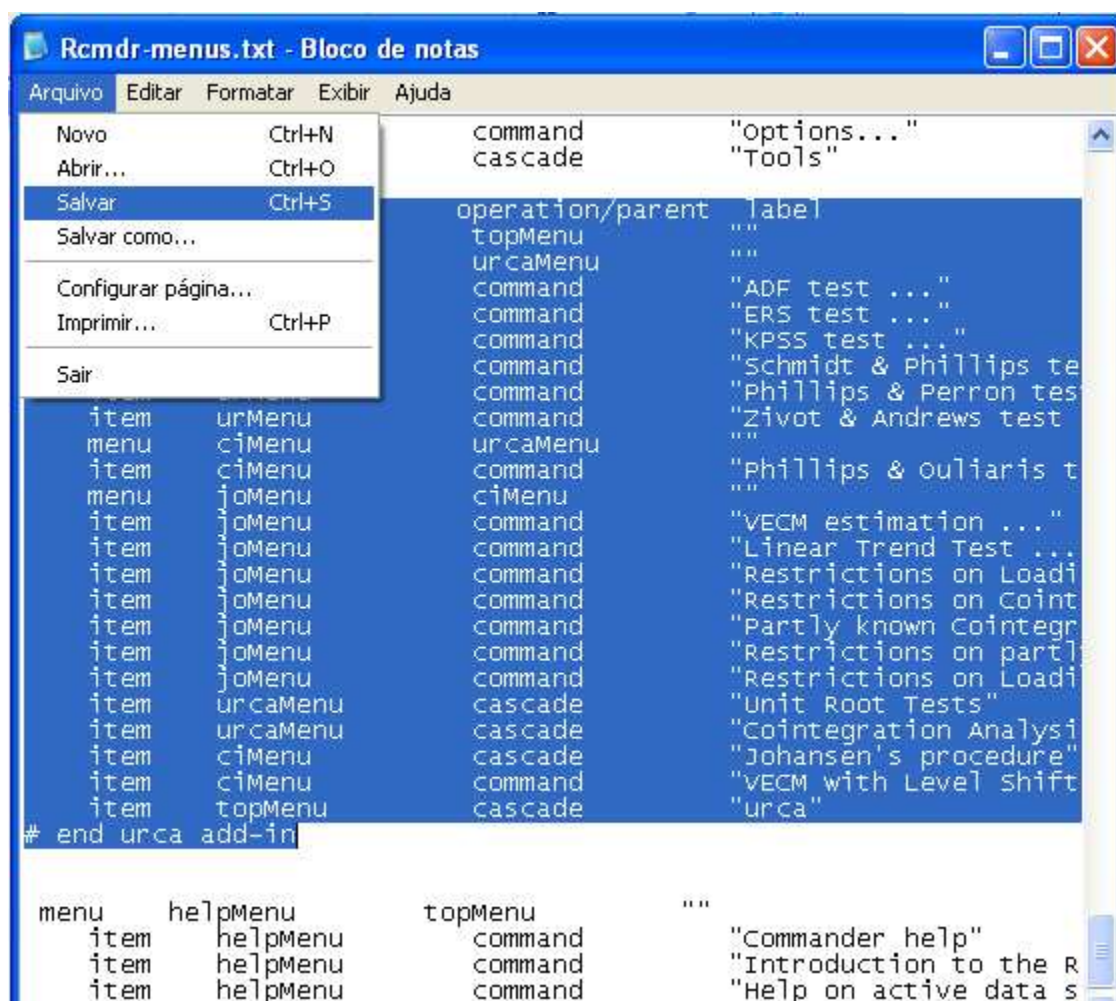 Rcmdr-menus.txt - Bloco de notas
Arquivo Editar Formatar Exibir Ajuda
Novo Ctrl+N
Abrir... Ctrl+O
Salvar Ctrl+S
Salvar como...
Configurar página...
Imprimir... Ctrl+P
Sair
command "Options..."
cascade "Tools"
operation/parent label
topMenu ""
urcaMenu ""
command "ADF test ..."
command "ERS test ..."
command "KPSS test ..."
command "Schmidt & Phillips te
command "Phillips & Perron tes
item urMenu command "Zivot & Andrews test
menu ciMenu urcaMenu ""
item ciMenu command "Phillips & Ouliaris t
menu joMenu ciMenu ""
item joMenu command "VECM estimation ..."
item joMenu command "Linear Trend Test ...
item joMenu command "Restrictions on Loadi
item joMenu command "Restrictions on Coint
item joMenu command "Partly known Cointegr
item joMenu command "Restrictions on partl
item joMenu command "Restrictions on Loadi
item urcaMenu cascade "Unit Root Tests"
item urcaMenu cascade "Cointegration Analysi
item ciMenu cascade "Johansen's procedure"
item ciMenu command "VECM with Level Shift
item topMenu cascade "urca"
# end urca add-in
menu helpMenu topMenu ""
item helpMenu command "Commander help"
item helpMenu command "Introduction to the R
item helpMenu command "Help on active data s